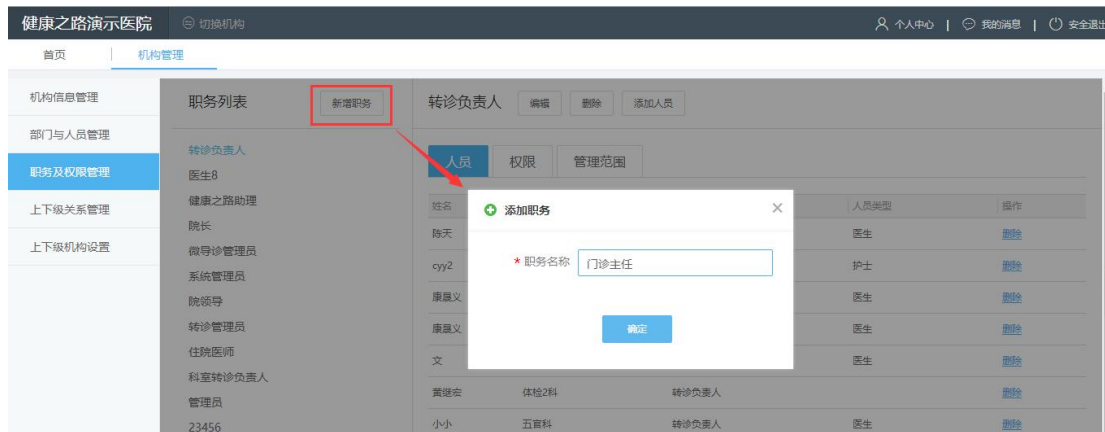 健康之路演示医院 切换机构 个人中心 | 我的消息 | 安全退出
首页 机构管理
机构信息管理
部门与人员管理
职务及权限管理
上下级关系管理
上下级机构设置
职务列表 新增职务
转诊负责人
医生8
健康之路助理
院长
微导诊管理员
系统管理员
院领导
转诊管理员
住院医师
科室转诊负责人
管理员
23456
转诊负责人 编辑 删除 添加人员
人员 权限 管理范围
姓名 人员类型 操作
陈天 医生 删除
cyy2 护士 删除
康晟义 医生 删除
康晟义 医生 删除
文 医生 删除
黄继宏 体检2科 转诊负责人 删除
小小 五官科 转诊负责人 医生 删除
添加职务 ×
* 职务名称 门诊主任
确定